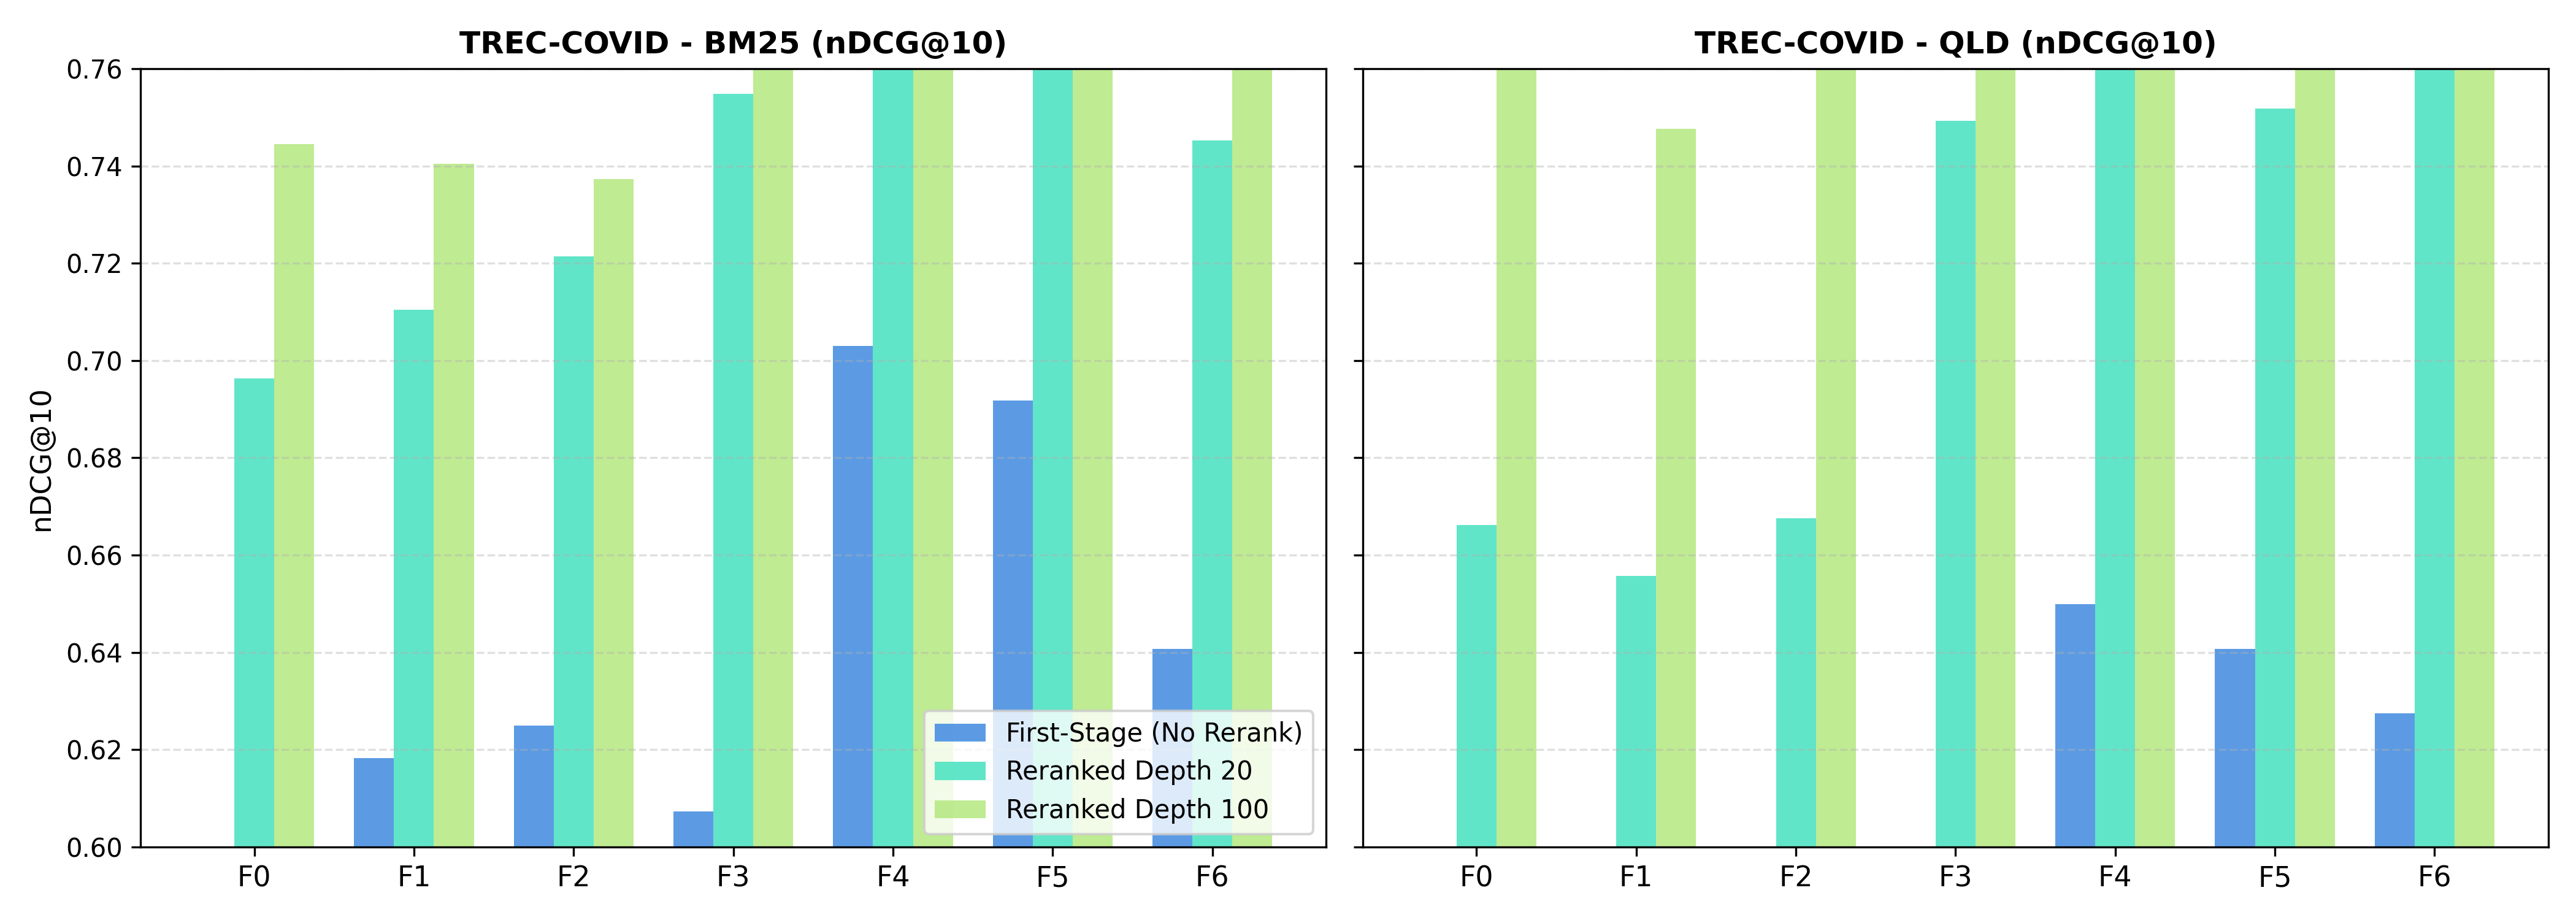 TREC-COVID - BM25 (nDCG@10)
TREC-COVID - QLD (nDCG@10)
nDCG@10
0.76
0.74
0.72
0.70
0.68
0.66
0.64
0.62
0.60
First-Stage (No Rerank)
Reranked Depth 20
Reranked Depth 100
F0 F1 F2 F3 F4 F5 F6
F0 F1 F2 F3 F4 F5 F6